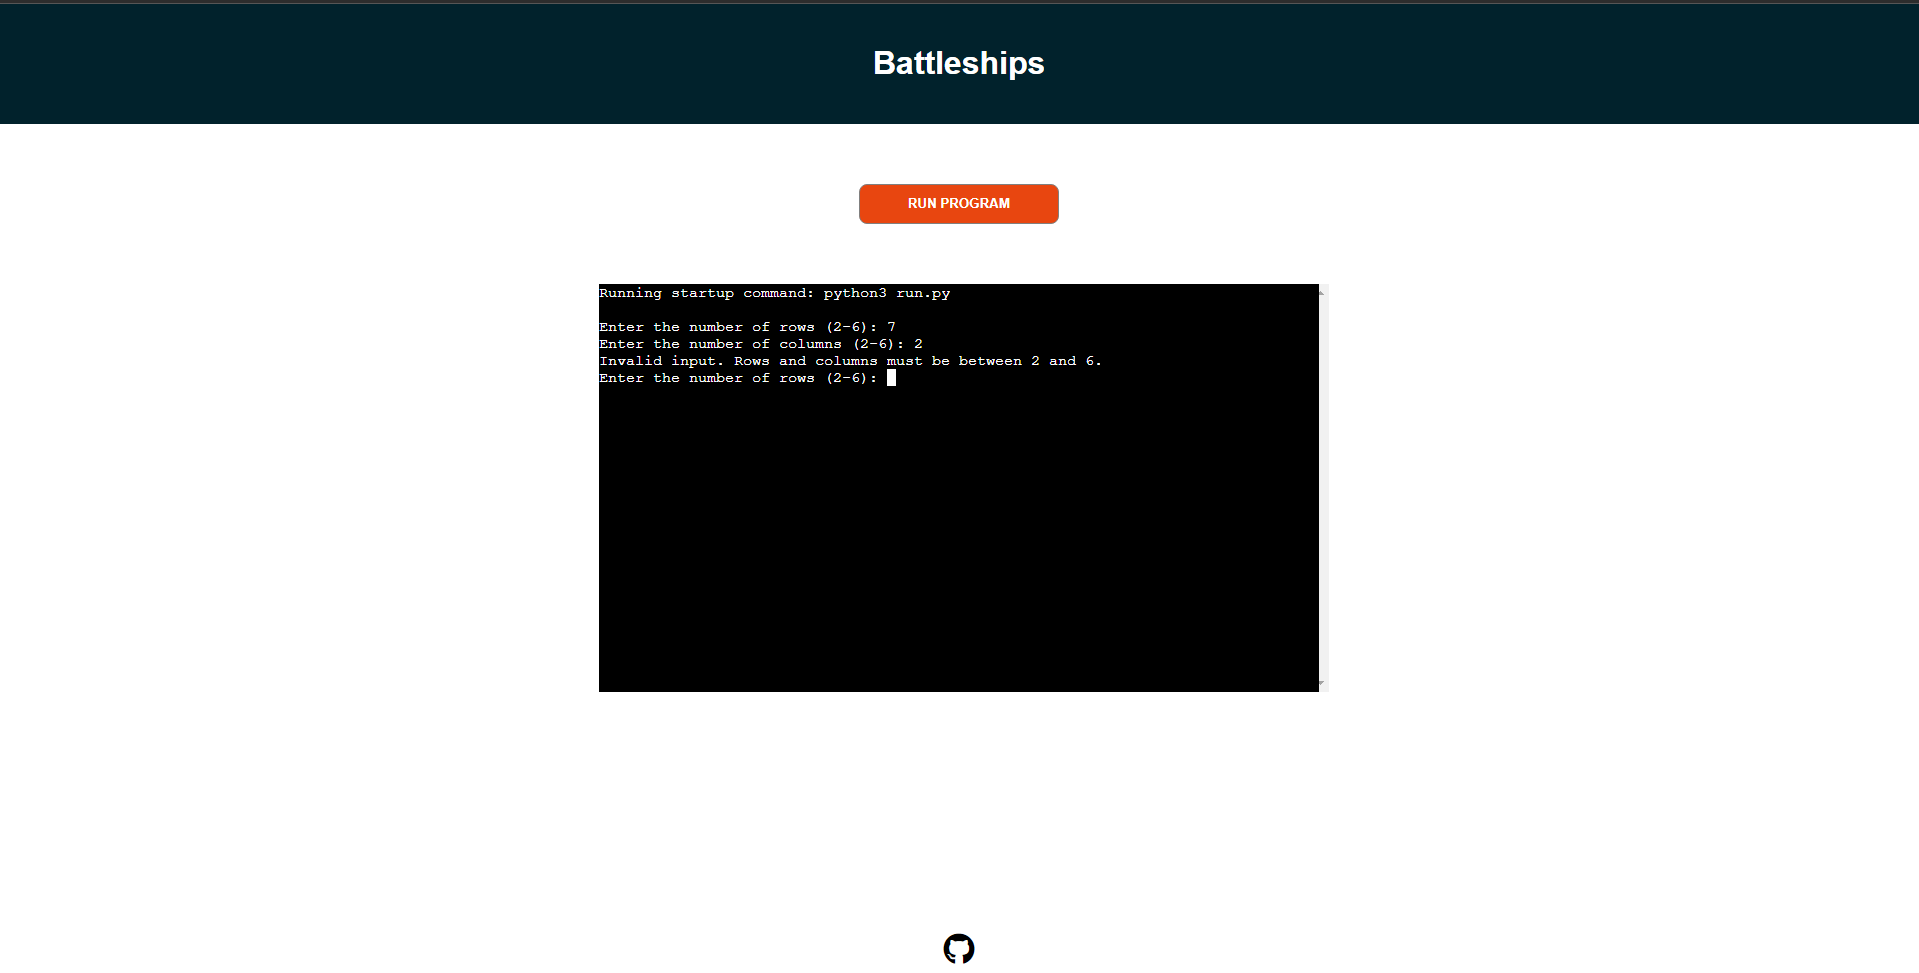 Battleships
RUN PROGRAM
Running startup command: python3 run.py
Enter the number of rows (2-6): 7
Enter the number of columns (2-6): 2
Invalid input. Rows and columns must be between 2 and 6.
Enter the number of rows (2-6):